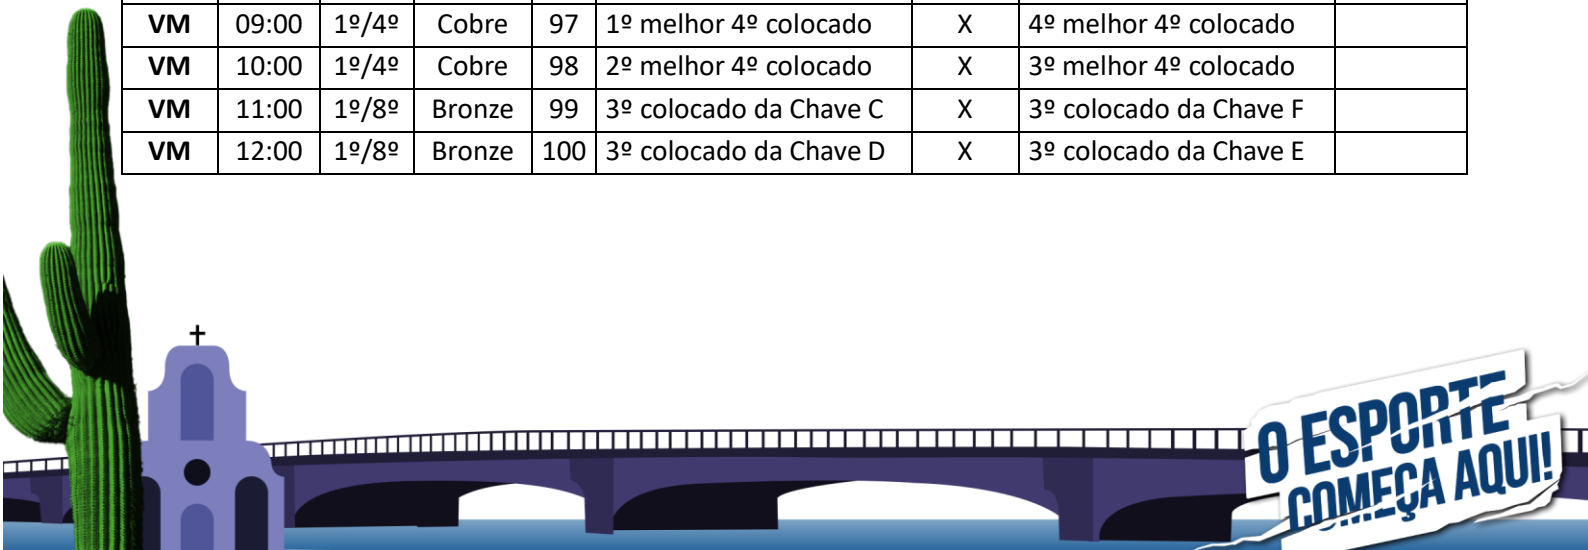 VM 09:00 1º/4º Cobre 97 1º melhor 4º colocado X 4º melhor 4º colocado
VM 10:00 1º/4º Cobre 98 2º melhor 4º colocado X 3º melhor 4º colocado
VM 11:00 1º/8º Bronze 99 3º colocado da Chave C X 3º colocado da Chave F
VM 12:00 1º/8º Bronze 100 3º colocado da Chave D X 3º colocado da Chave E
O ESPORTE
COMEÇA AQUI!